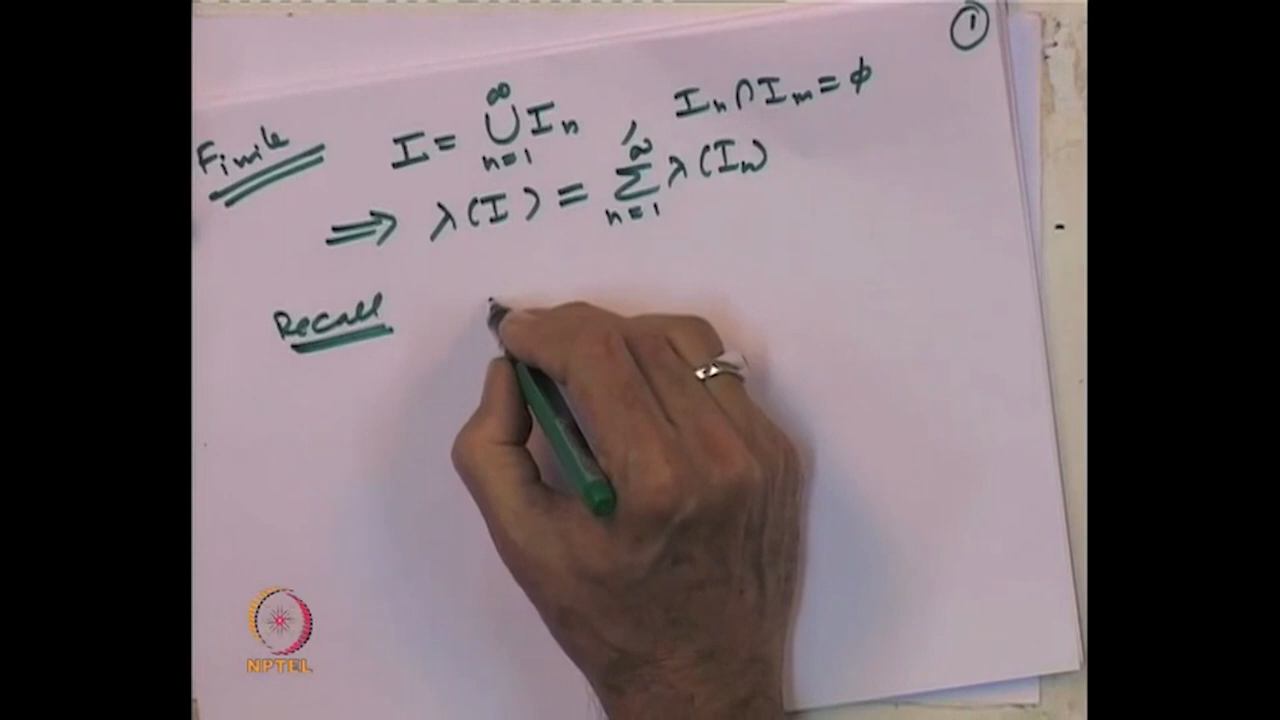 ①
Finite I = ∞⋃n=1 I_n I_n ∩ I_m = φ
⟹ λ(I) = ∞∑n=1 λ(I_n)
Recall
NPTEL